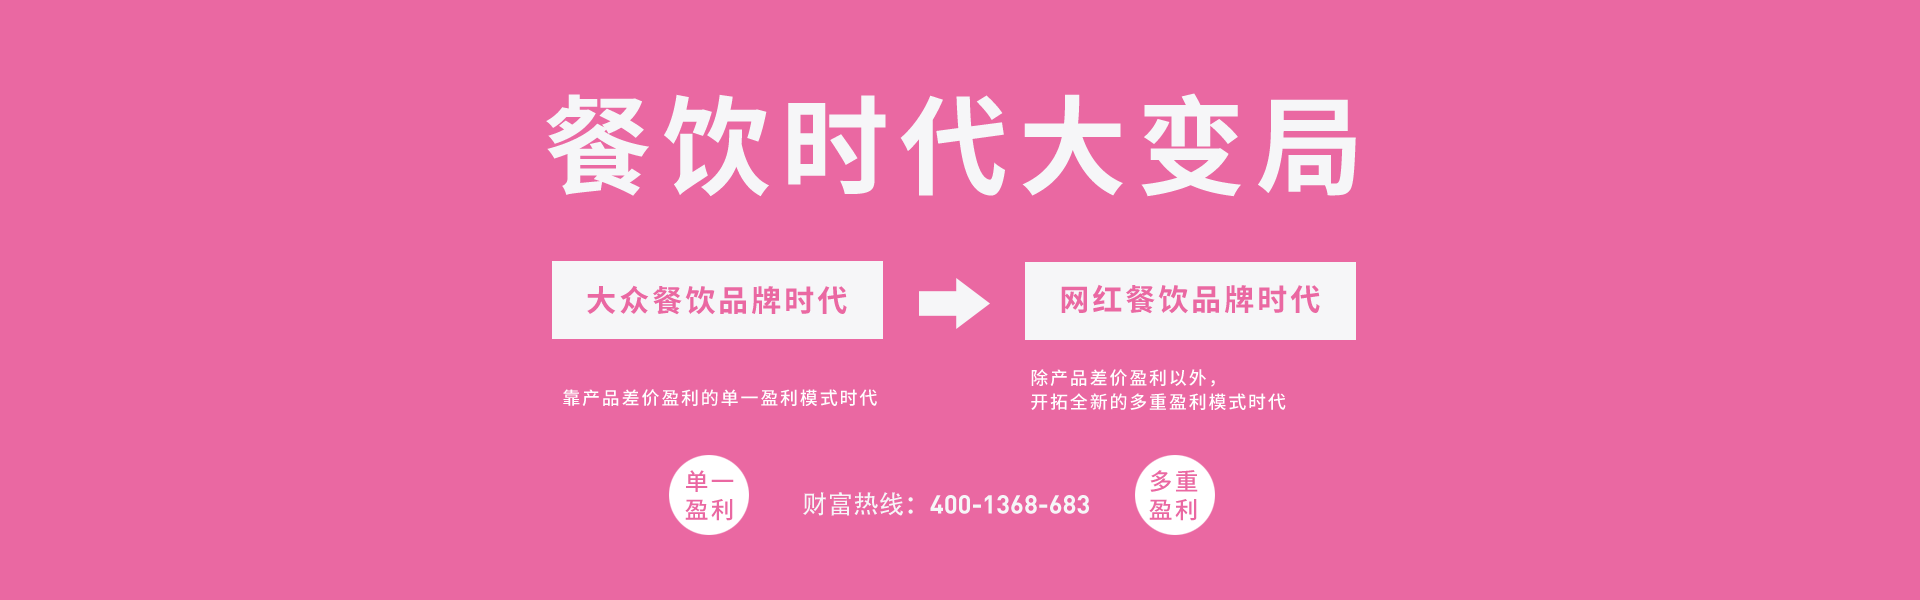 餐饮时代大变局
大众餐饮品牌时代
网红餐饮品牌时代
靠产品差价盈利的单一盈利模式时代
除产品差价盈利以外，
开拓全新的多重盈利模式时代
单一
盈利
财富热线：400-1368-683
多重
盈利